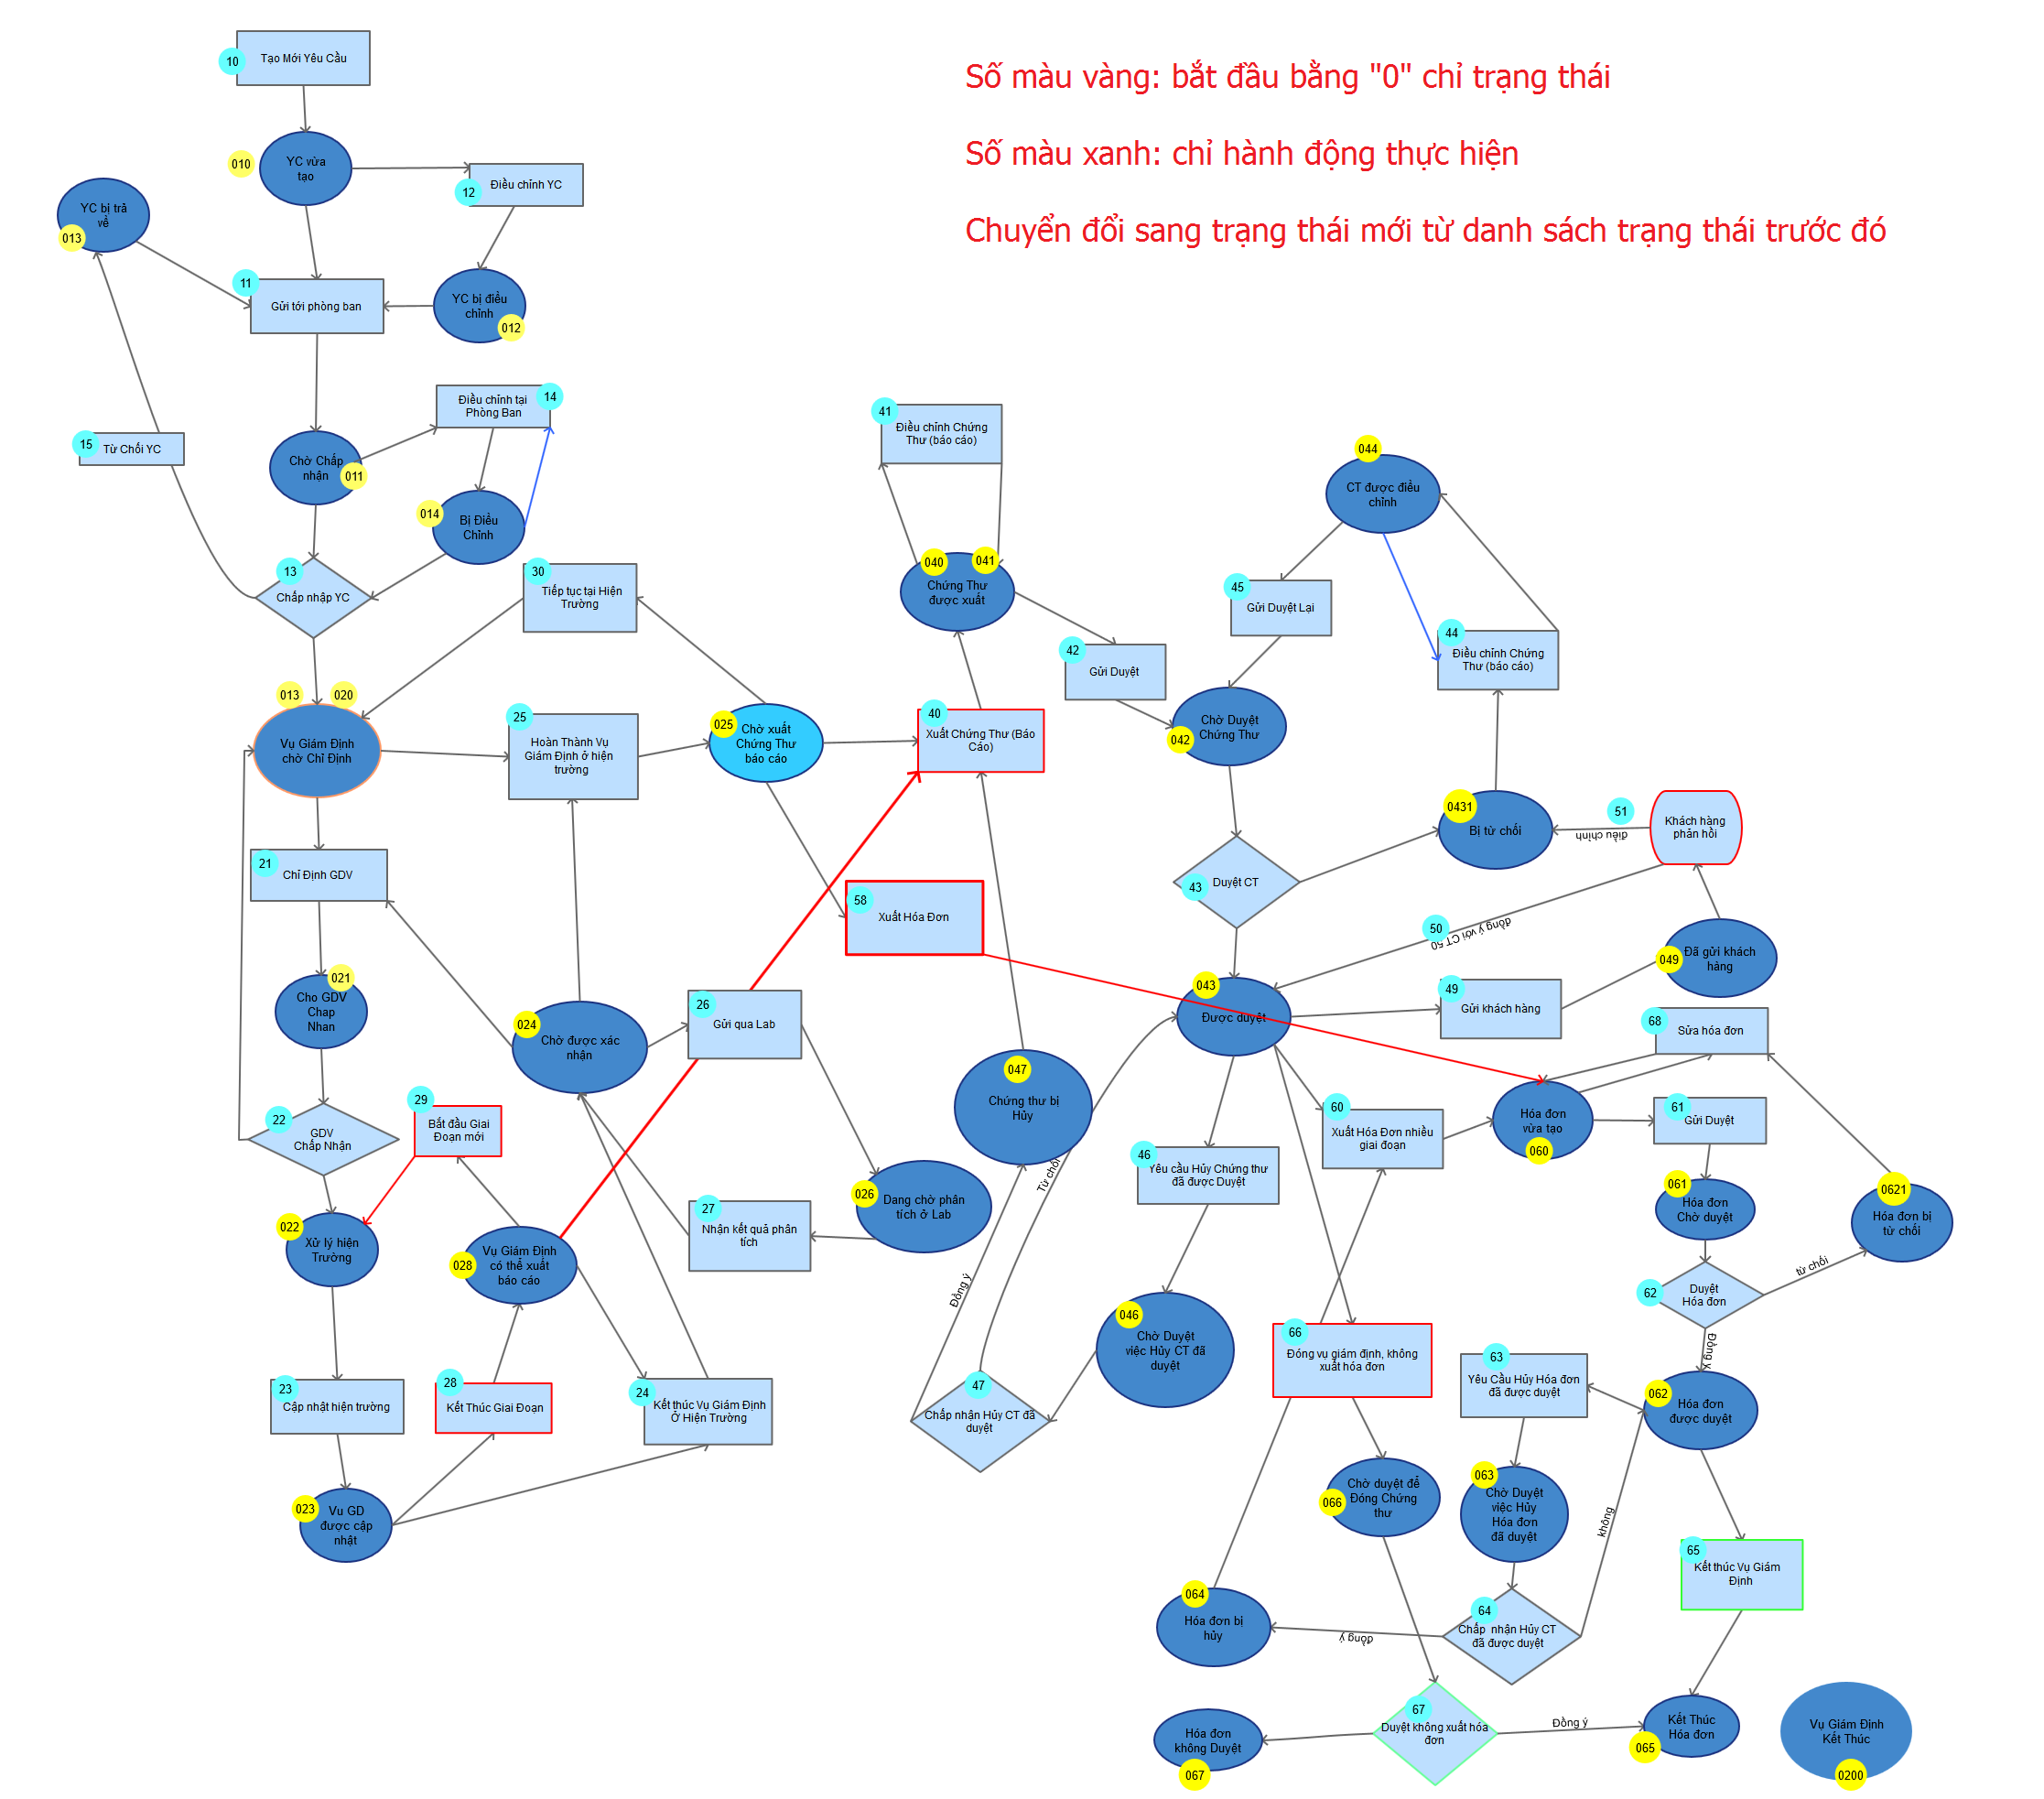 Số màu vàng: bắt đầu bằng "0" chỉ trạng thái
Số màu xanh: chỉ hành động thực hiện
Chuyển đổi sang trạng thái mới từ danh sách trạng thái trước đó
10
Tạo Mới Yêu Cầu
010
YC vừa
tạo
12
Điều chỉnh YC
YC bị trả
về
013
11
Gửi tới phòng ban
YC bị điều
chỉnh
012
14
Điều chỉnh tại
Phòng Ban
15
Từ Chối YC
Chờ Chấp
nhận
011
014
Bị Điều
Chỉnh
13
Chấp nhập YC
30
Tiếp tục tại Hiện
Trường
013
020
Vụ Giám Định
chờ Chỉ Định
25
Hoàn Thành Vụ
Giám Định ở hiện
trường
025
Chờ xuất
Chứng Thư
báo cáo
40
Xuất Chứng Thư (Báo
Cáo)
41
Điều chỉnh Chứng
Thư (báo cáo)
040
041
Chứng Thư
được xuất
42
Gửi Duyệt
044
CT được điều
chỉnh
45
Gửi Duyệt Lại
44
Điều chỉnh Chứng
Thư (báo cáo)
Chờ Duyệt
Chứng Thư
042
0431
Bị từ chối
51
điều chỉnh
Khách hàng
phản hồi
43
Duyệt CT
50
đồng ý với CT 50
21
Chỉ Định GDV
58
Xuất Hóa Đơn
049
Đã gửi khách
hàng
043
Được duyệt
49
Gửi khách hàng
68
Sửa hóa đơn
021
Cho GDV
Chap
Nhan
024
Chờ được xác
nhận
26
Gửi qua Lab
047
Chứng thư bị
Hủy
22
GDV
Chấp Nhận
29
Bắt đầu Giai
Đoạn mới
60
Xuất Hóa Đơn nhiều
giai đoạn
Hóa đơn
vừa tạo
060
61
Gửi Duyệt
46
Yêu cầu Hủy Chứng thư
đã được Duyệt
Từ chối
026
Dang chờ phân
tích ở Lab
27
Nhận kết quả phân
tích
022
Xử lý hiện
Trường
028
Vụ Giám Định
có thể xuất
báo cáo
061
Hóa đơn
Chờ duyệt
0621
Hóa đơn bị
từ chối
từ chối
62
Duyệt
Hóa đơn
Đồng ý
Đồng ý
046
Chờ Duyệt
việc Hủy CT đã
duyệt
66
Đóng vụ giám định, không
xuất hóa đơn
63
Yêu Cầu Hủy Hóa đơn
đã được duyệt
062
Hóa đơn
được duyệt
23
Cập nhật hiện trường
28
Kết Thúc Giai Đoạn
24
Kết thúc Vụ Giám Định
Ở Hiện Trường
47
Chấp nhận Hủy CT đã
duyệt
023
Vu GD
được cập
nhật
Chờ duyệt để
Đóng Chứng
thư
066
063
Chờ Duyệt
việc Hủy
Hóa đơn
đã duyệt
không
65
Kết thúc Vụ Giám
Định
064
Hóa đơn bị
hủy
đồng ý
64
Chấp nhận Hủy CT
đã được duyệt
67
Duyệt không xuất hóa
đơn
Hóa đơn
không Duyệt
067
Đồng ý
Kết Thúc
Hóa đơn
065
Vụ Giám Định
Kết Thúc
0200